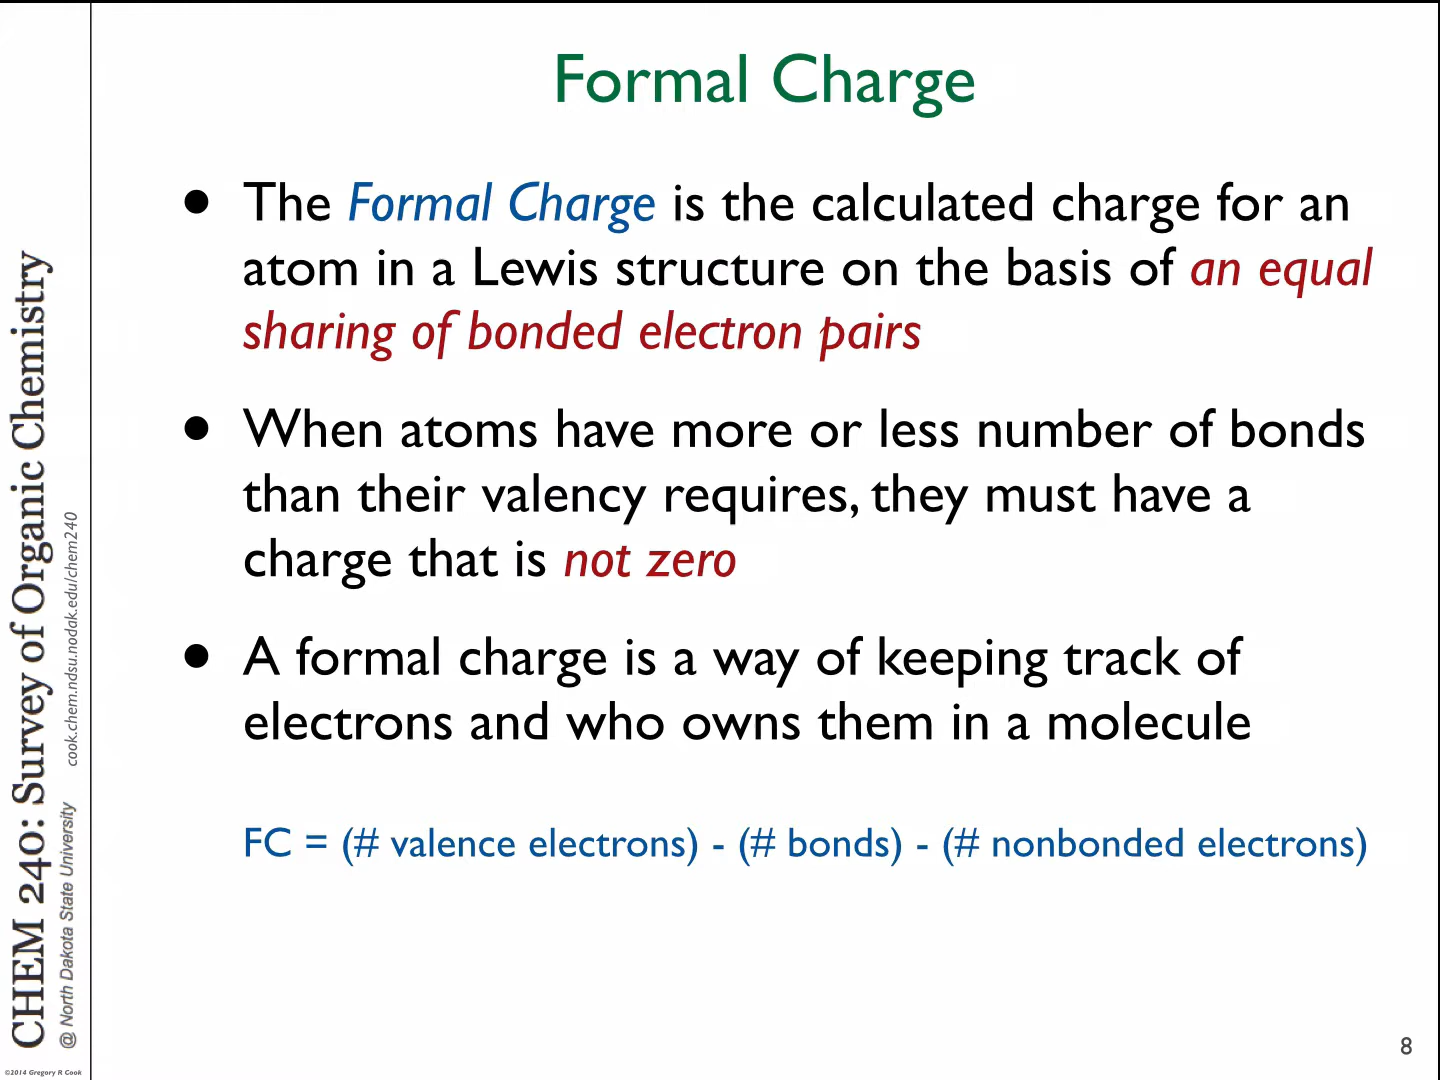 Formal Charge
• The Formal Charge is the calculated charge for an
atom in a Lewis structure on the basis of an equal
sharing of bonded electron pairs
• When atoms have more or less number of bonds
than their valency requires, they must have a
charge that is not zero
• A formal charge is a way of keeping track of
electrons and who owns them in a molecule
FC = (# valence electrons) - (# bonds) - (# nonbonded electrons)
CHEM 240: Survey of Organic Chemistry
@ North Dakota State University cook.chem.ndsu.nodak.edu/chem240
©2014 Gregory R Cook
8